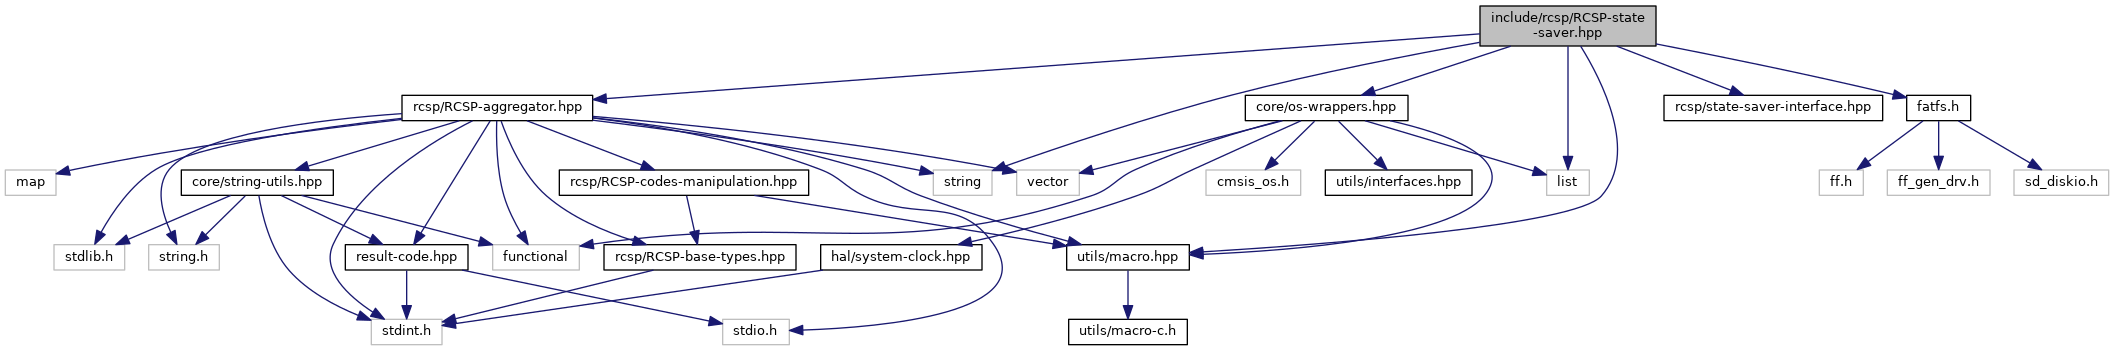 include/rcsp/RCSP-state
-saver.hpp
rcsp/RCSP-aggregator.hpp
core/os-wrappers.hpp
rcsp/state-saver-interface.hpp
fatfs.h
map
core/string-utils.hpp
rcsp/RCSP-codes-manipulation.hpp
string
vector
cmsis_os.h
utils/interfaces.hpp
list
ff.h
ff_gen_drv.h
sd_diskio.h
stdlib.h
string.h
result-code.hpp
functional
rcsp/RCSP-base-types.hpp
hal/system-clock.hpp
utils/macro.hpp
stdint.h
stdio.h
utils/macro-c.h